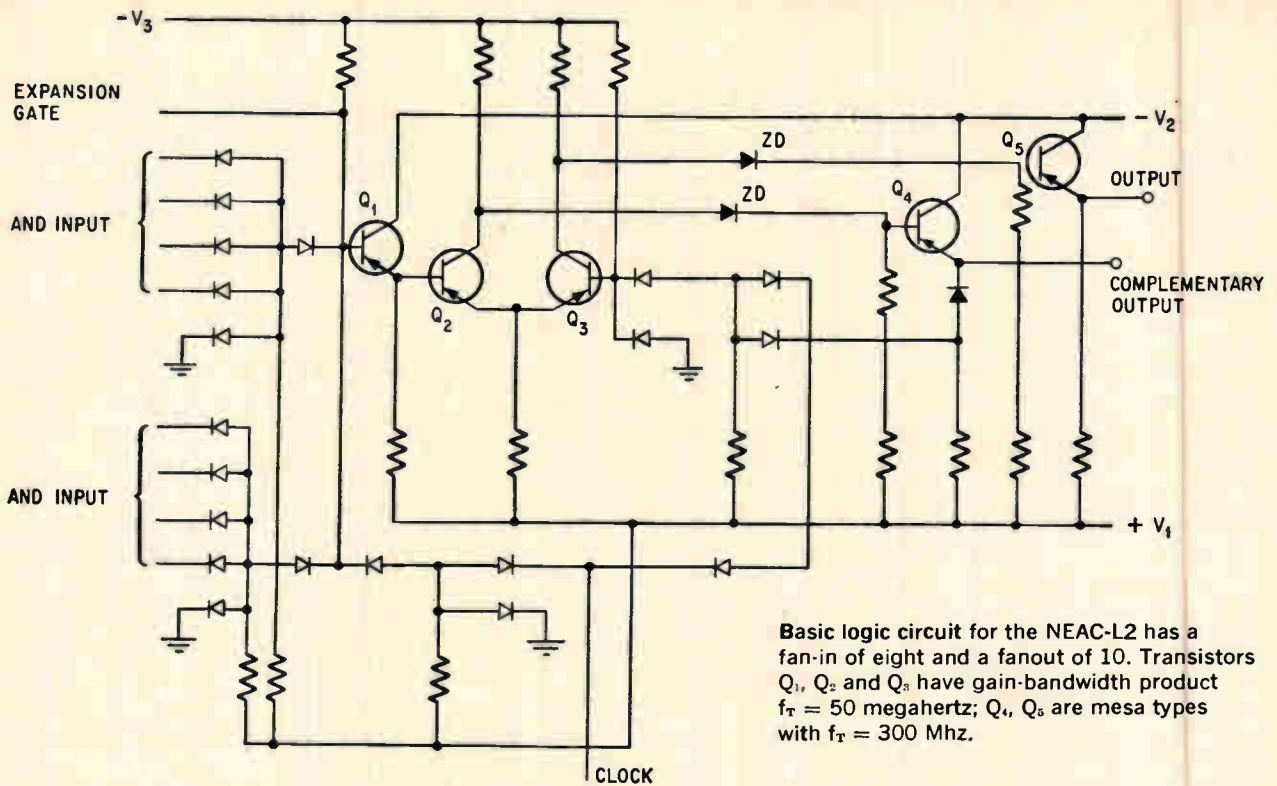 -V₃
EXPANSION
GATE
AND INPUT
Q₁
Q₂
Q₃
ZD
ZD
Q₄
Q₅
- V₂
OUTPUT
COMPLEMENTARY
OUTPUT
AND INPUT
+ V₁
CLOCK
Basic logic circuit for the NEAC-L2 has a
fan-in of eight and a fanout of 10. Transistors
Q₁, Q₂ and Q₃ have gain-bandwidth product
f_T = 50 megahertz; Q₄, Q₅ are mesa types
with f_T = 300 Mhz.